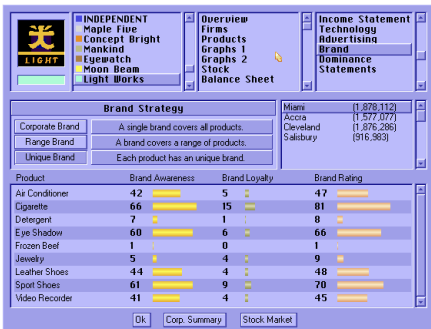 LIGHT
INDEPENDENT
Maple Five
Concept Bright
Mankind
Eyewatch
Moon Beam
Light Works
Overview
Firms
Products
Graphs 1
Graphs 2
Stock
Balance Sheet
Income Statement
Technology
Advertising
Brand
Dominance
Statements
Brand Strategy
Corporate Brand A single brand covers all products.
Range Brand A brand covers a range of products.
Unique Brand Each product has an unique brand.
Miami (1,878,112)
Accra (1,577,077)
Cleveland (1,876,286)
Salisbury (916,983)
Product Brand Awareness Brand Loyalty Brand Rating
Air Conditioner 42 5 47
Cigarette 66 15 81
Detergent 7 1 8
Eye Shadow 60 6 66
Frozen Beef 1 0 1
Jewelry 5 4 9
Leather Shoes 44 4 48
Sport Shoes 61 9 70
Video Recorder 41 4 45
Ok Corp. Summary Stock Market